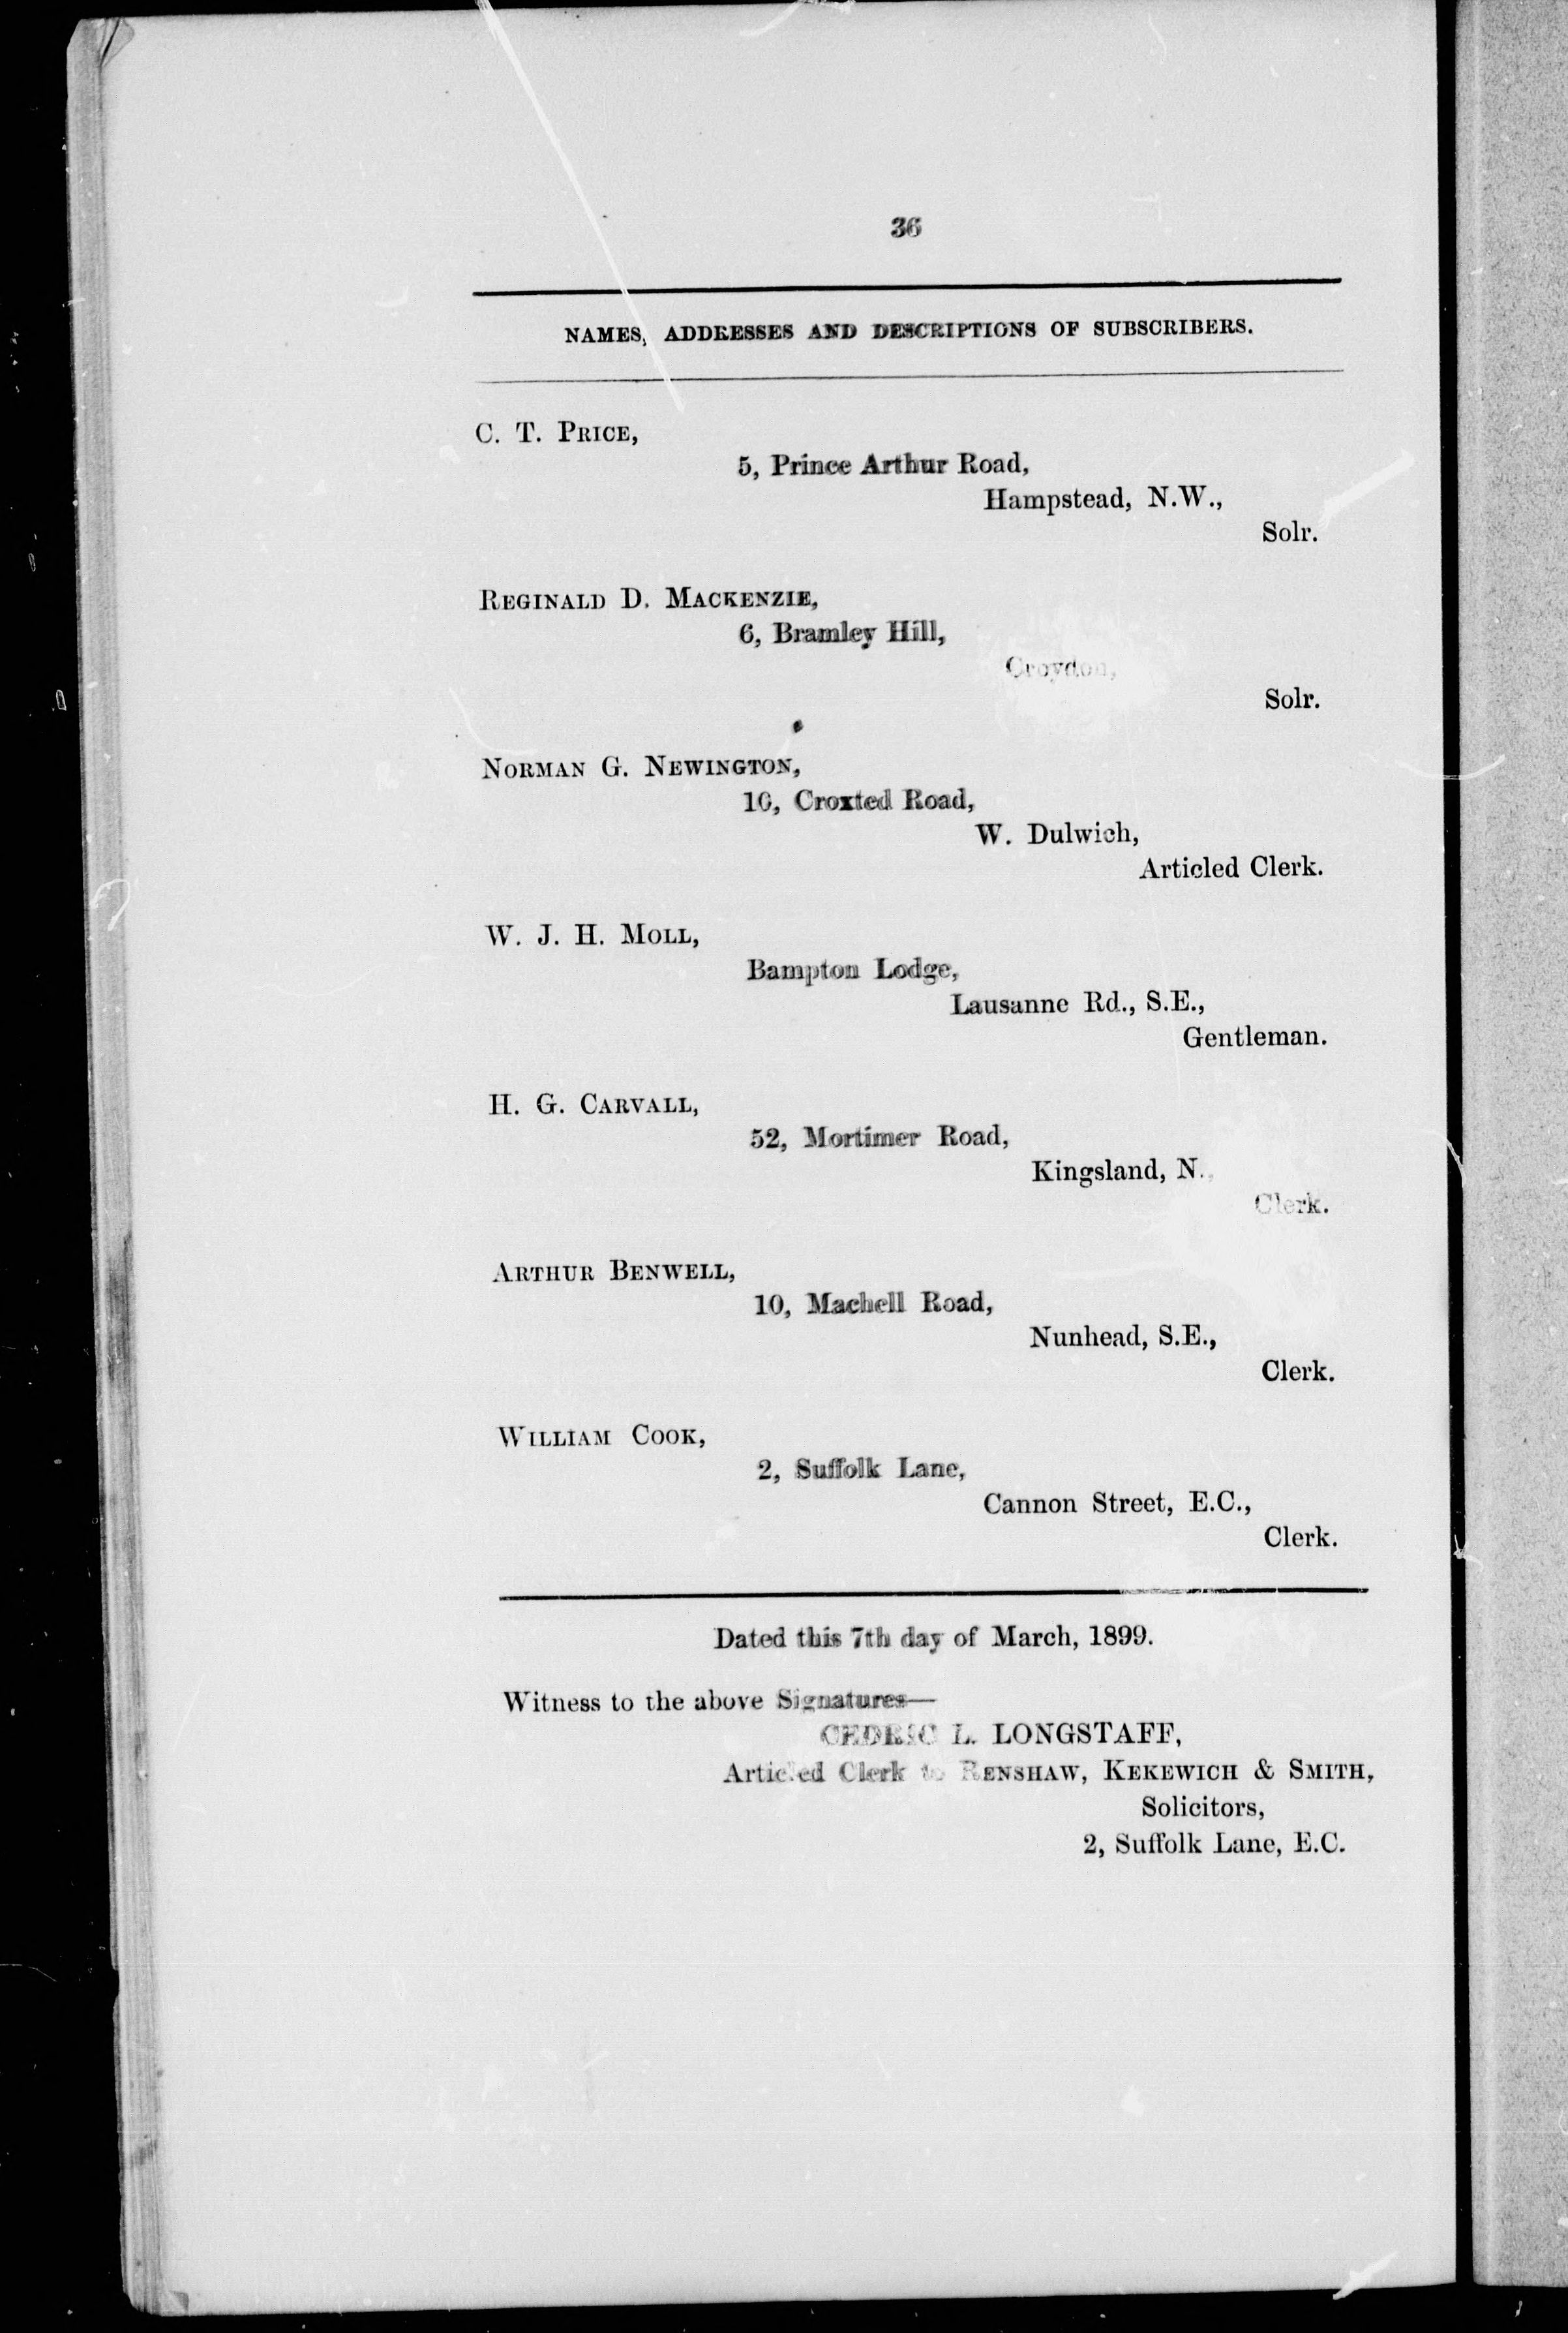 36
NAMES, ADDRESSES AND DESCRIPTIONS OF SUBSCRIBERS.
C. T. PRICE,
5, Prince Arthur Road,
Hampstead, N.W.,
Solr.
REGINALD D. MACKENZIE,
6, Bramley Hill,
Croydon,
Solr.
NORMAN G. NEWINGTON,
10, Croxted Road,
W. Dulwich,
Articled Clerk.
W. J. H. MOLL,
Bampton Lodge,
Lausanne Rd., S.E.,
Gentleman.
H. G. CARVALL,
52, Mortimer Road,
Kingsland, N.,
Clerk.
ARTHUR BENWELL,
10, Machell Road,
Nunhead, S.E.,
Clerk.
WILLIAM COOK,
2, Suffolk Lane,
Cannon Street, E.C.,
Clerk.
Dated this 7th day of March, 1899.
Witness to the above Signatures—
CEDRIC L. LONGSTAFF,
Articled Clerk to RENSHAW, KEKEWICH & SMITH,
Solicitors,
2, Suffolk Lane, E.C.